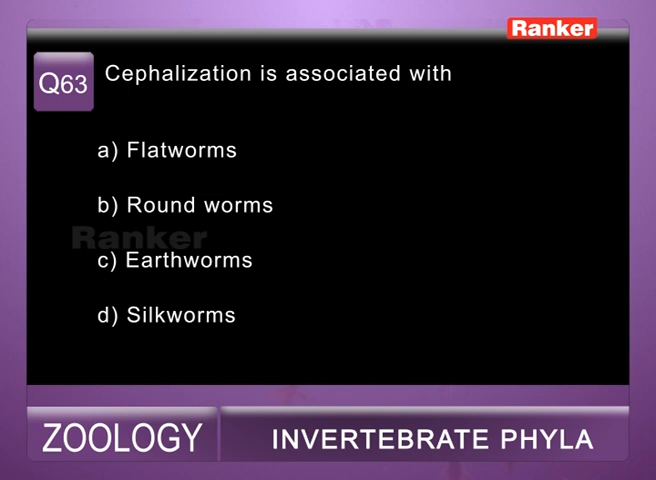 Ranker
Q63 Cephalization is associated with
a) Flatworms
b) Round worms
Ranker
c) Earthworms
d) Silkworms
ZOOLOGY INVERTEBRATE PHYLA